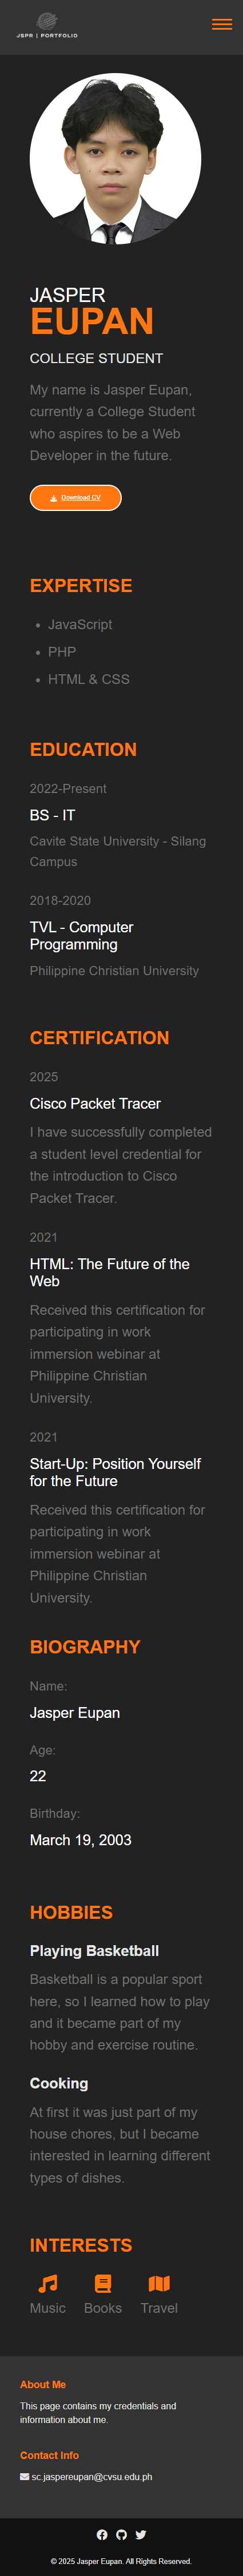 JSPR | PORTFOLIO
JASPER
EUPAN
COLLEGE STUDENT
My name is Jasper Eupan,
currently a College Student
who aspires to be a Web
Developer in the future.
Download CV
EXPERTISE
JavaScript
PHP
HTML & CSS
EDUCATION
2022-Present
BS - IT
Cavite State University - Silang
Campus
2018-2020
TVL - Computer
Programming
Philippine Christian University
CERTIFICATION
2025
Cisco Packet Tracer
I have successfully completed
a student level credential for
the introduction to Cisco
Packet Tracer.
2021
HTML: The Future of the
Web
Received this certification for
participating in work
immersion webinar at
Philippine Christian
University.
2021
Start-Up: Position Yourself
for the Future
Received this certification for
participating in work
immersion webinar at
Philippine Christian
University.
BIOGRAPHY
Name:
Jasper Eupan
Age:
22
Birthday:
March 19, 2003
HOBBIES
Playing Basketball
Basketball is a popular sport
here, so I learned how to play
and it became part of my
hobby and exercise routine.
Cooking
At first it was just part of my
house chores, but I became
interested in learning different
types of dishes.
INTERESTS
Music Books Travel
About Me
This page contains my credentials and
information about me.
Contact Info
sc.jaspereupan@cvsu.edu.ph
© 2025 Jasper Eupan. All Rights Reserved.